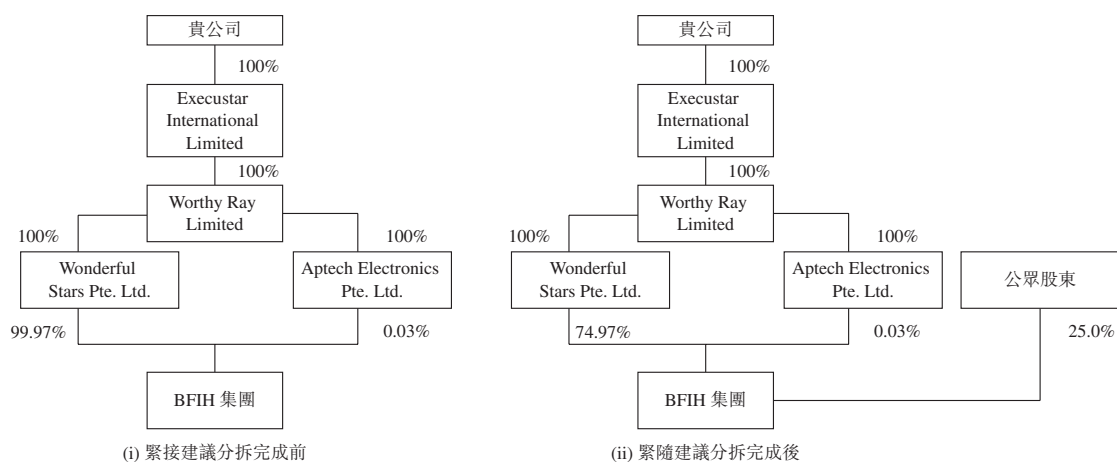 貴公司
100%
Execustar
International
Limited
100%
Worthy Ray
Limited
100%
100%
Wonderful
Stars Pte. Ltd.
Aptech Electronics
Pte. Ltd.
99.97%
0.03%
BFIH 集團
(i) 緊接建議分拆完成前
貴公司
100%
Execustar
International
Limited
100%
Worthy Ray
Limited
100%
100%
Wonderful
Stars Pte. Ltd.
Aptech Electronics
Pte. Ltd.
公眾股東
74.97%
0.03%
25.0%
BFIH 集團
(ii) 緊隨建議分拆完成後